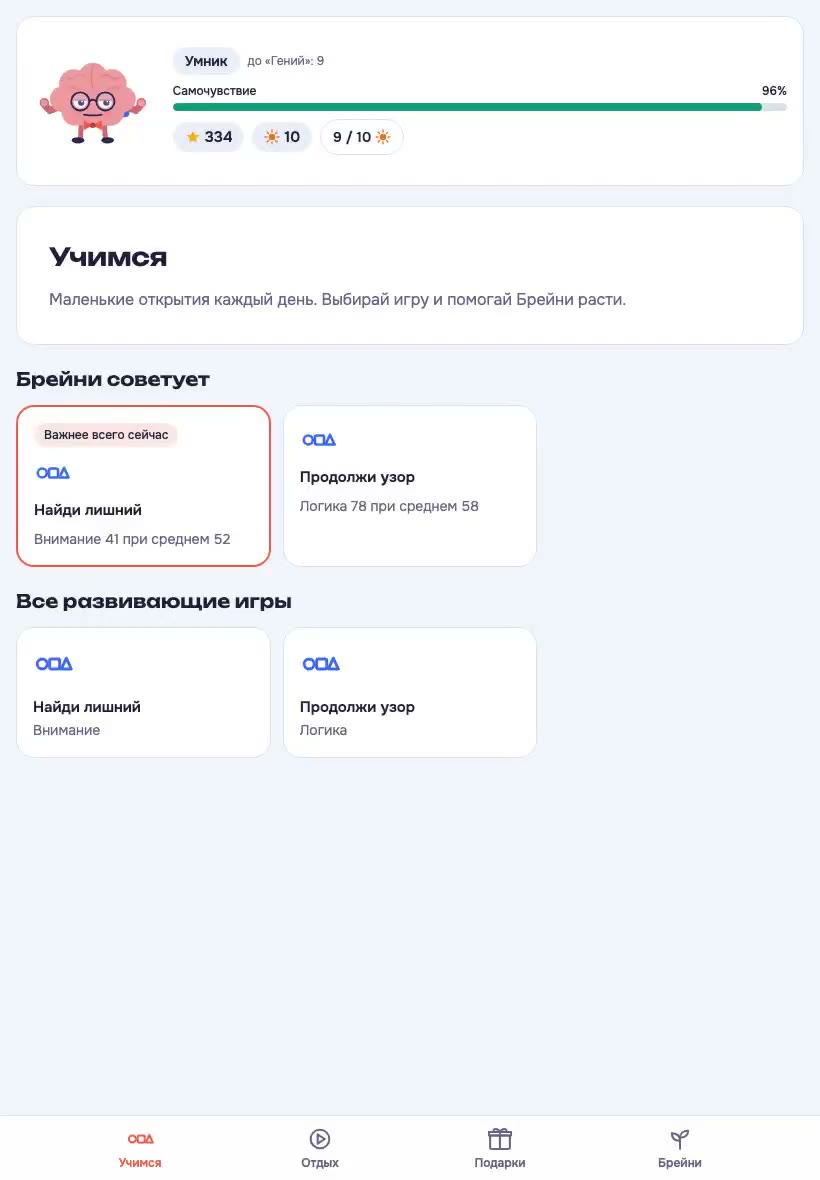 Умник до «Гений»: 9
Самочувствие 96%
334 10 9 / 10
Учимся
Маленькие открытия каждый день. Выбирай игру и помогай Брейни расти.
Брейни советует
Важнее всего сейчас
Найди лишний
Внимание 41 при среднем 52
Продолжи узор
Логика 78 при среднем 58
Все развивающие игры
Найди лишний
Внимание
Продолжи узор
Логика
Учимся Отдых Подарки Брейни